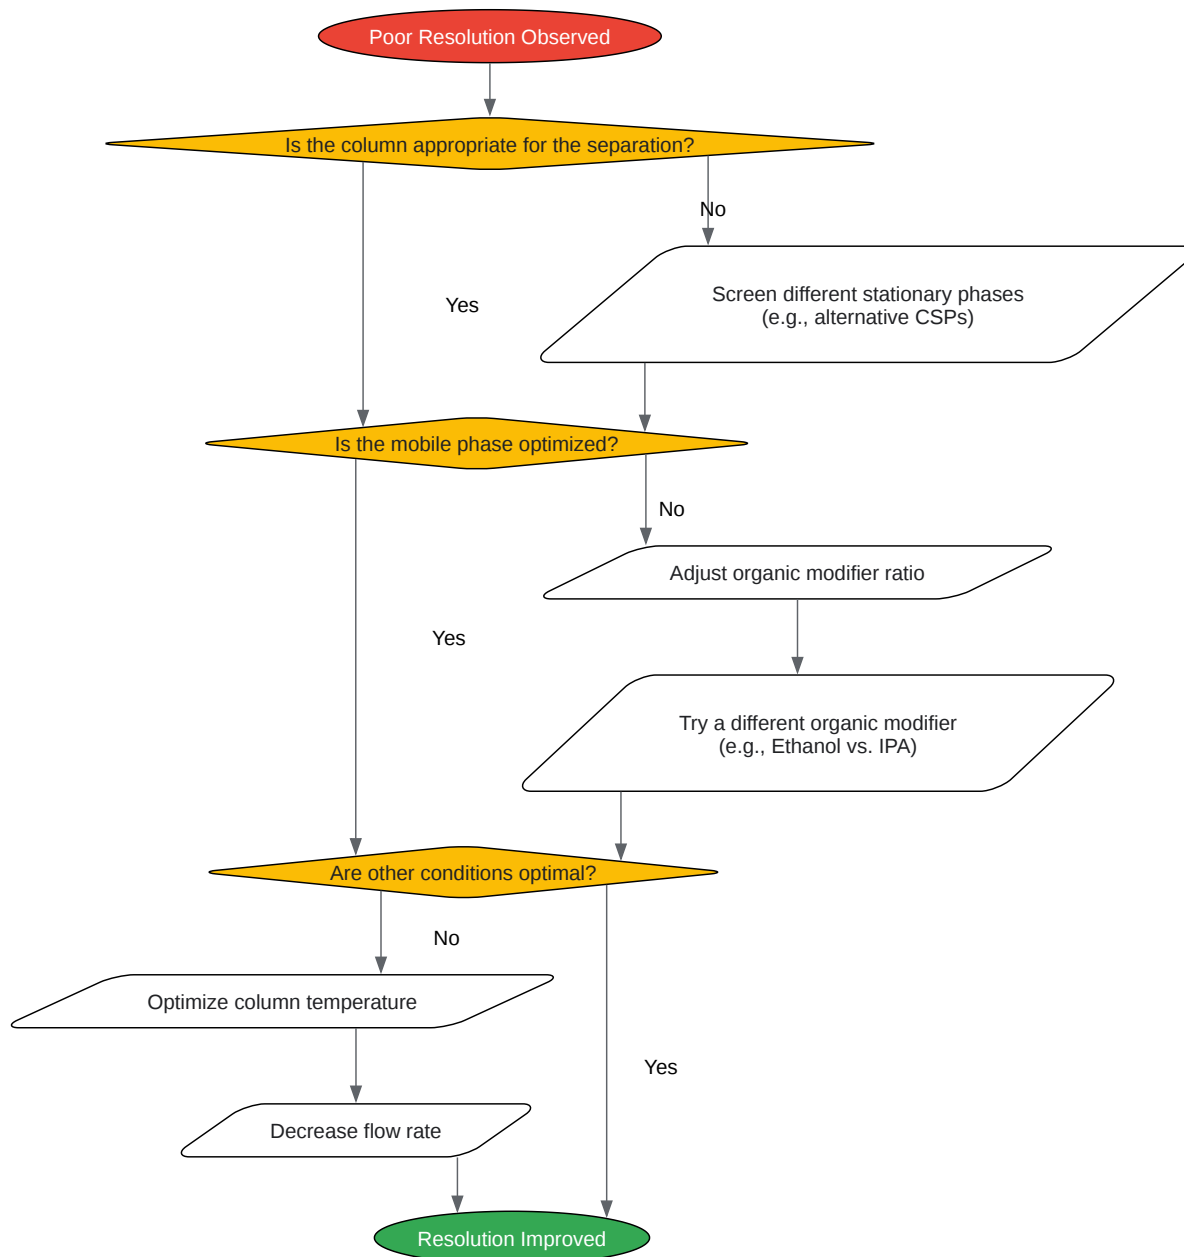 Poor Resolution Observed
Is the column appropriate for the separation?
No
Screen different stationary phases
(e.g., alternative CSPs)
Yes
Is the mobile phase optimized?
No
Adjust organic modifier ratio
Yes
Try a different organic modifier
(e.g., Ethanol vs. IPA)
Are other conditions optimal?
No
Optimize column temperature
Yes
Decrease flow rate
Resolution Improved